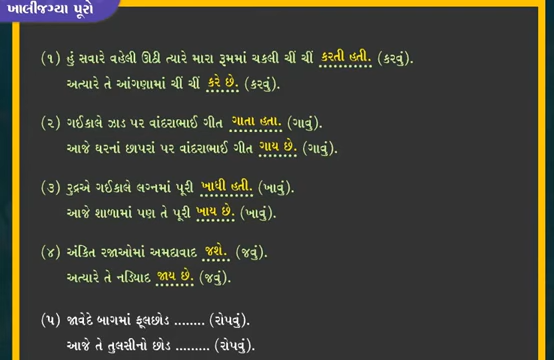 ખાલીજગ્યા પૂરો
(૧) હું સવારે વહેલી ઊઠી ત્યારે મારા રૂમમાં ચકલી ચીં ચીં કરતી હતી. (કરવું).
અત્યારે તે આંગણામાં ચીં ચીં કરે છે. (કરવું).
(૨) ગઈકાલે ઝાડ પર વાંદરાભાઈ ગીત ગાતા હતા. (ગાવું).
આજે ઘરનાં છાપરાં પર વાંદરાભાઈ ગીત ગાય છે. (ગાવું).
(૩) રુદ્રએ ગઈકાલે લગ્નમાં પૂરી ખાધી હતી. (ખાવું).
આજે શાળામાં પણ તે પૂરી ખાય છે. (ખાવું).
(૪) અંકિત રજાઓમાં અમદાવાદ જશે. (જવું).
અત્યારે તે નડિયાદ જાય છે. (જવું).
(૫) જાવેદે બાગમાં ફૂલછોડ ........ (રોપવું).
આજે તે તુલસીનો છોડ ......... (રોપવું).